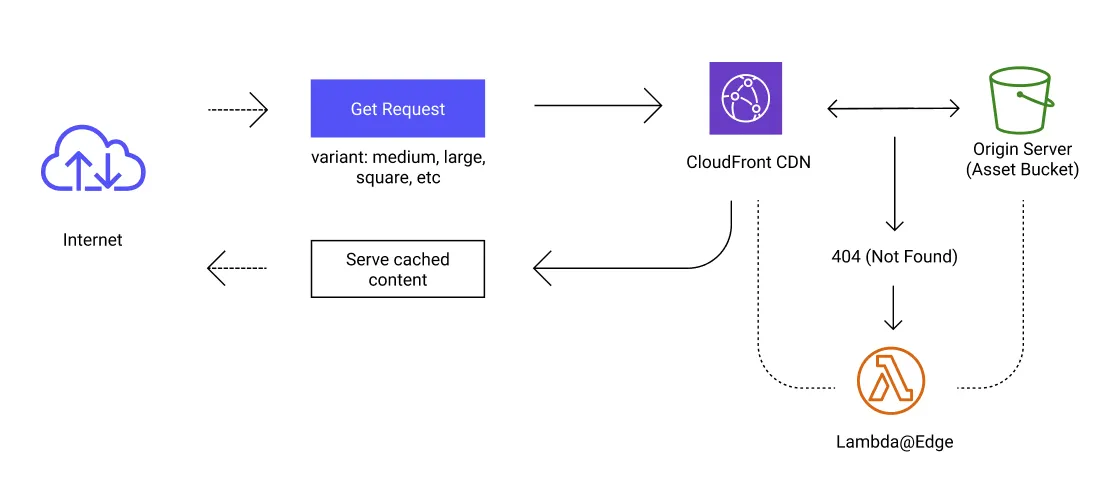 Get Request
variant: medium, large,
square, etc
CloudFront CDN
Origin Server
(Asset Bucket)
Internet
Serve cached
content
404 (Not Found)
Lambda@Edge